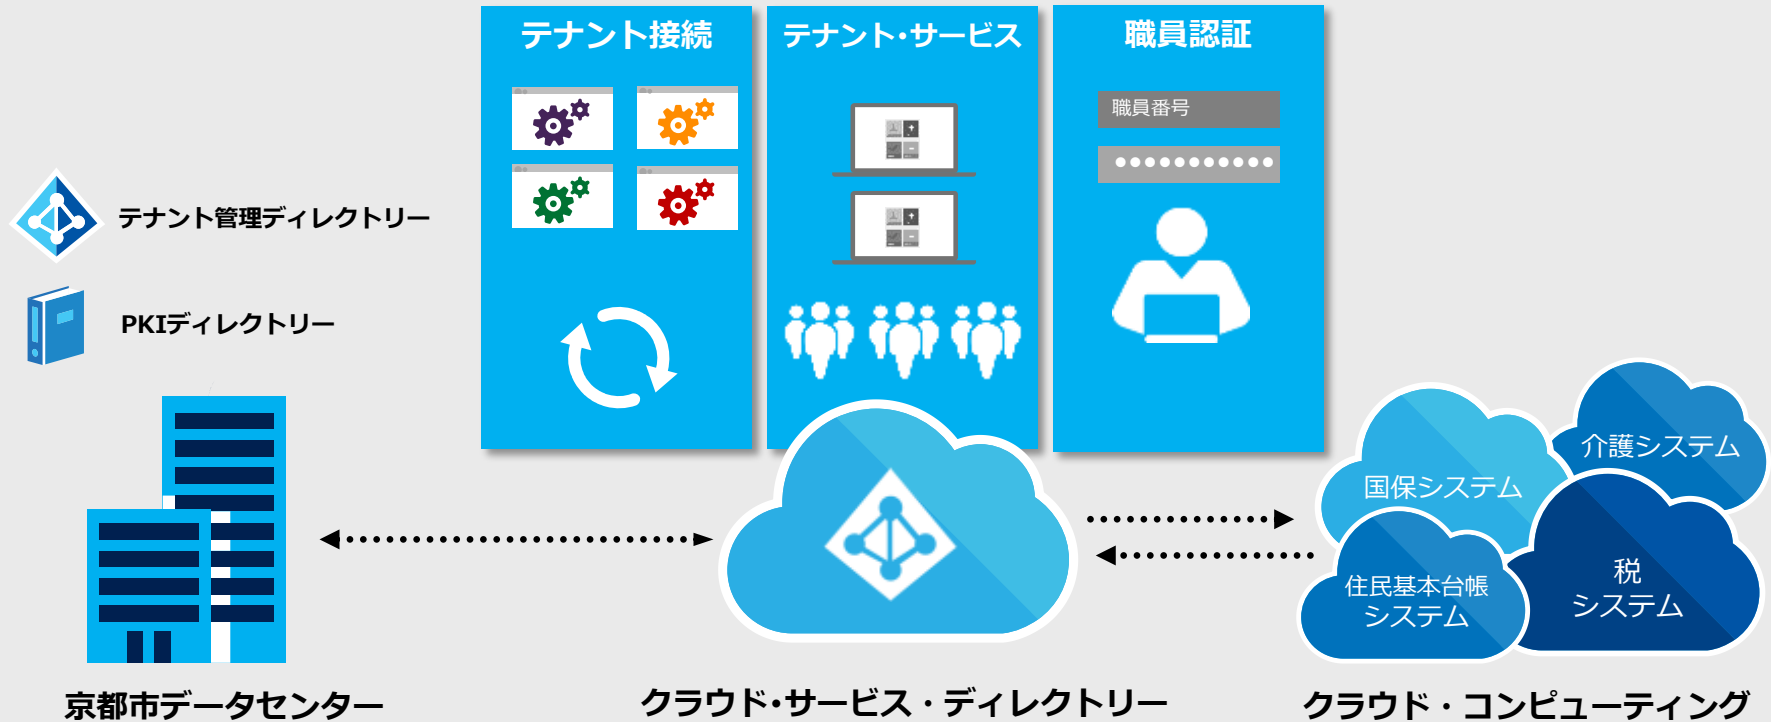 テナント接続
テナント・サービス
職員認証
職員番号
テナント管理ディレクトリー
PKIディレクトリー
介護システム
国保システム
税
システム
住民基本台帳
システム
京都市データセンター
クラウド・サービス・ディレクトリー
クラウド・コンピューティング